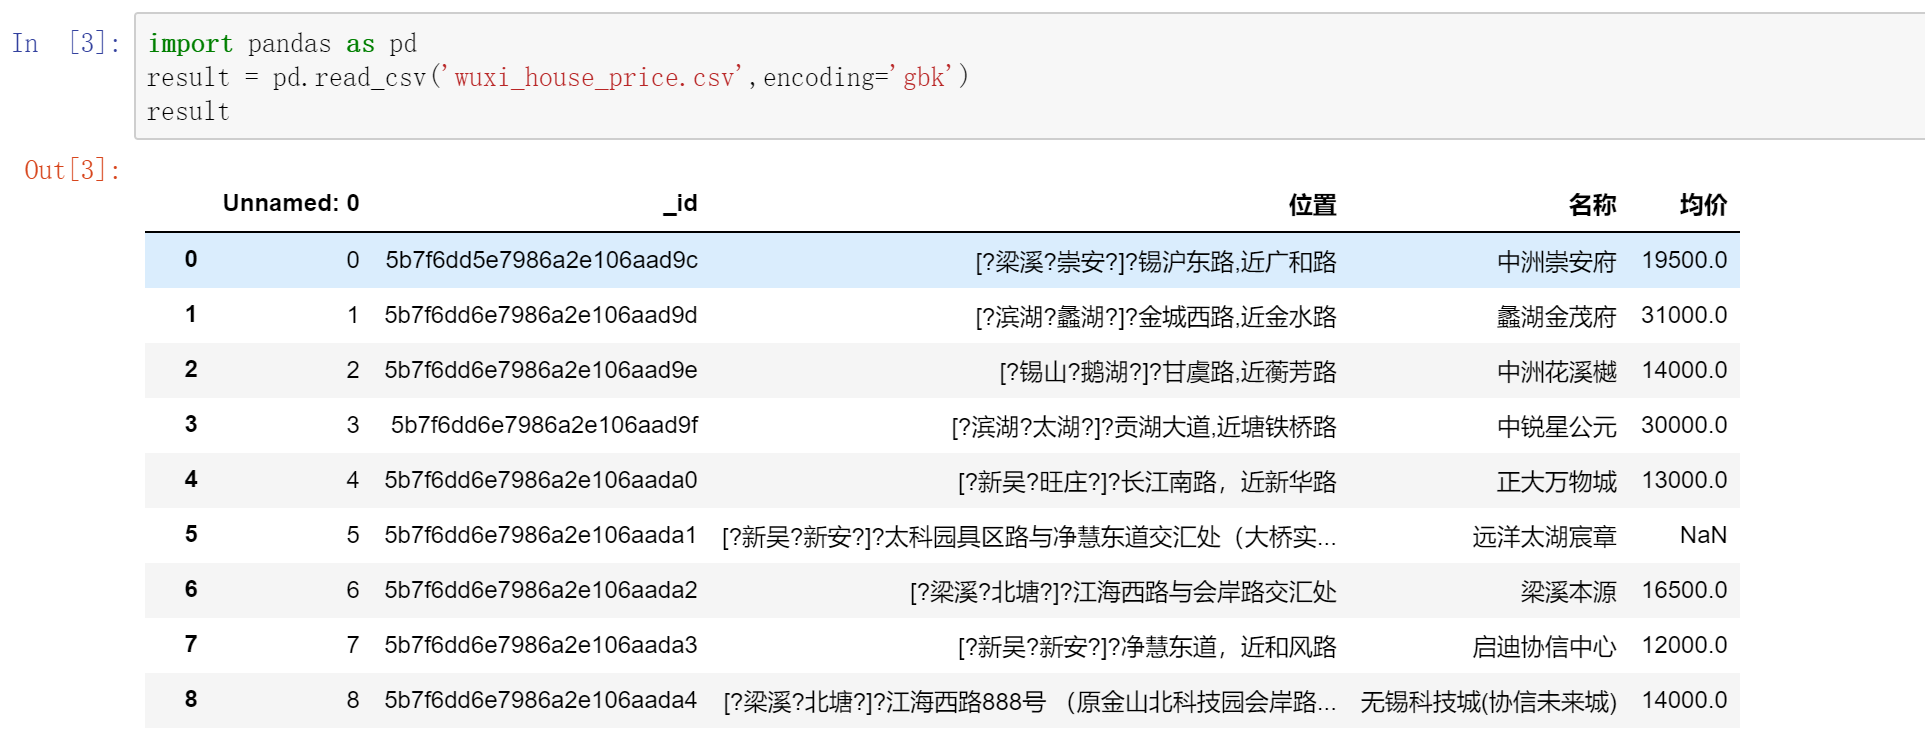 In [3]: import pandas as pd
result = pd.read_csv('wuxi_house_price.csv',encoding='gbk')
result
Out[3]:
Unnamed: 0 _id 位置 名称 均价
0 0 5b7f6dd5e7986a2e106aad9c [?梁溪?崇安?]?锡沪东路,近广和路 中洲崇安府 19500.0
1 1 5b7f6dd6e7986a2e106aad9d [?滨湖?蠡湖?]?金城西路,近金水路 蠡湖金茂府 31000.0
2 2 5b7f6dd6e7986a2e106aad9e [?锡山?鹅湖?]?甘虞路,近蘅芳路 中洲花溪樾 14000.0
3 3 5b7f6dd6e7986a2e106aad9f [?滨湖?太湖?]?贡湖大道,近塘铁桥路 中锐星公元 30000.0
4 4 5b7f6dd6e7986a2e106aada0 [?新吴?旺庄?]?长江南路，近新华路 正大万物城 13000.0
5 5 5b7f6dd6e7986a2e106aada1 [?新吴?新安?]?太科园具区路与净慧东道交汇处（大桥实... 远洋太湖宸章 NaN
6 6 5b7f6dd6e7986a2e106aada2 [?梁溪?北塘?]?江海西路与会岸路交汇处 梁溪本源 16500.0
7 7 5b7f6dd6e7986a2e106aada3 [?新吴?新安?]?净慧东道，近和风路 启迪协信中心 12000.0
8 8 5b7f6dd6e7986a2e106aada4 [?梁溪?北塘?]?江海西路888号 （原金山北科技园会岸路... 无锡科技城(协信未来城) 14000.0